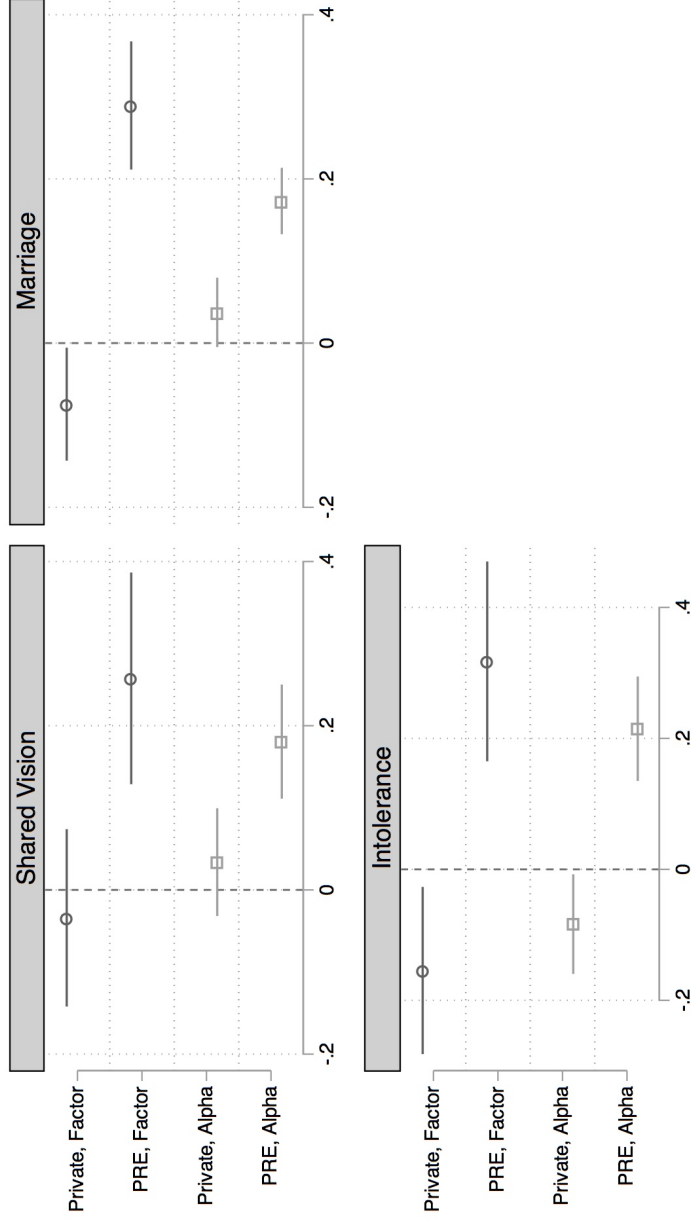 Shared Vision
Marriage
Private, Factor
PRE, Factor
Private, Alpha
PRE, Alpha
-.2 0 .2 .4
-.2 0 .2 .4
Intolerance
Private, Factor
PRE, Factor
Private, Alpha
PRE, Alpha
-.2 0 .2 .4